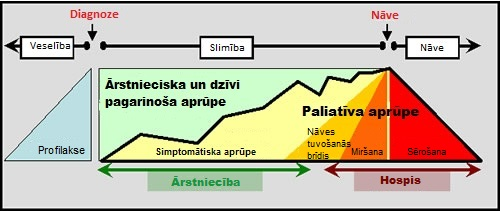 Diagnoze
Nāve
Veselība
Slimība
Nāve
Ārstnieciska un dzīvi
pagarinoša aprūpe
Paliatīva aprūpe
Nāves
tuvošanās
brīdis
Profilakse
Simptomātiska aprūpe
Miršana
Sērošana
Ārstniecība
Hospis